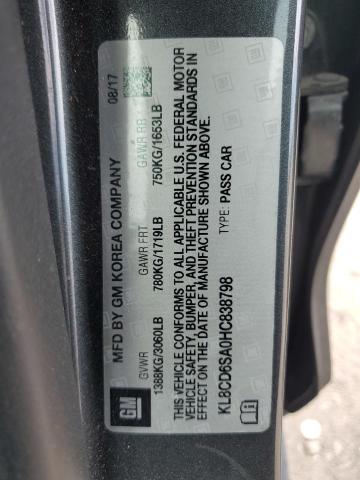 MFD BY GM KOREA COMPANY 08/17
GVWR GAWR FRT GAWR RR
1388KG/3060LB 780KG/1719LB 750KG/1653LB
THIS VEHICLE CONFORMS TO ALL APPLICABLE U.S. FEDERAL MOTOR
VEHICLE SAFETY, BUMPER, AND THEFT PREVENTION STANDARDS IN
EFFECT ON THE DATE OF MANUFACTURE SHOWN ABOVE.
KL8CD6SA0HC838798 TYPE: PASS CAR
GM